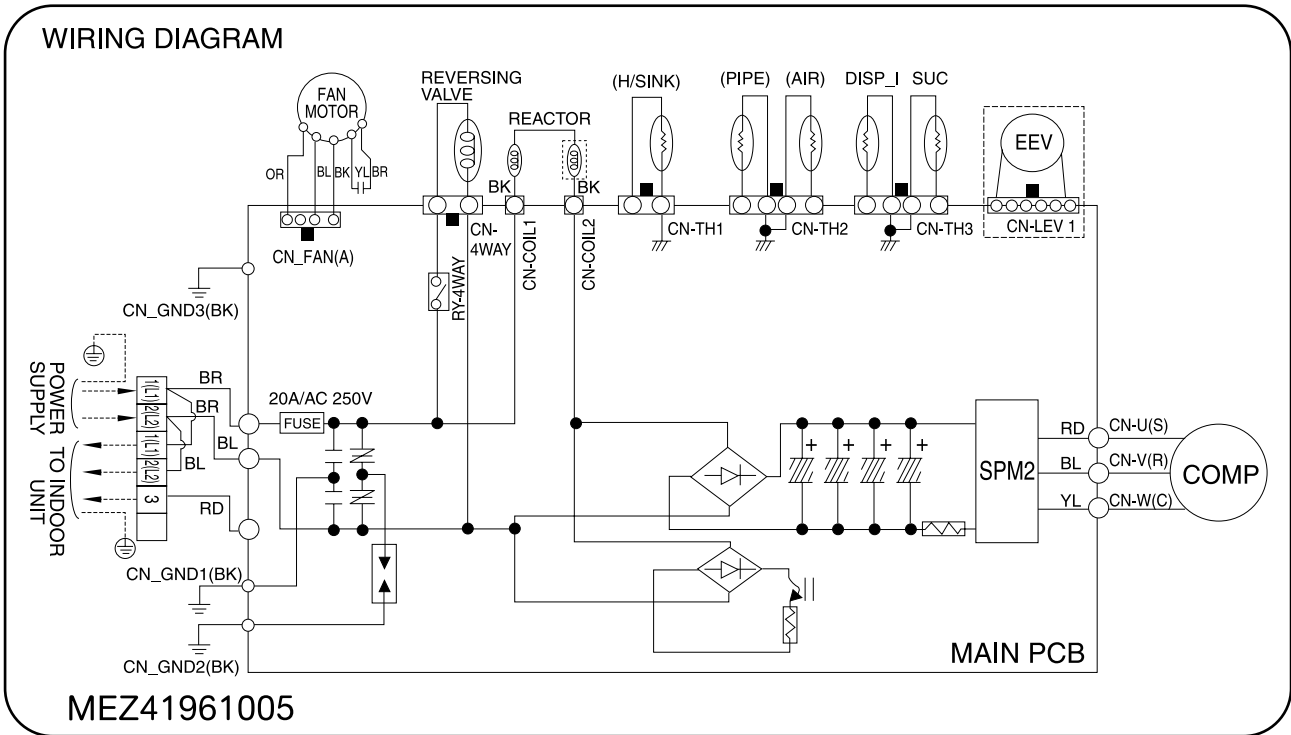 WIRING DIAGRAM
FAN
MOTOR
REVERSING
VALVE
REACTOR
(H/SINK)
(PIPE)
(AIR)
DISP_I
SUC
EEV
OR
BL
BK
YL
BR
BK
BK
CN_FAN(A)
CN-
4WAY
CN-COIL1
CN-COIL2
CN-TH1
CN-TH2
CN-TH3
CN-LEV 1
RY-4WAY
CN_GND3(BK)
POWER
SUPPLY
TO INDOOR
UNIT
1(L1)
2(L2)
1(L1)
2(L2)
3
BR
BR
BL
BL
RD
20A/AC 250V
FUSE
+
+
+
+
SPM2
RD
BL
YL
CN-U(S)
CN-V(R)
CN-W(C)
COMP
CN_GND1(BK)
CN_GND2(BK)
MAIN PCB
MEZ41961005